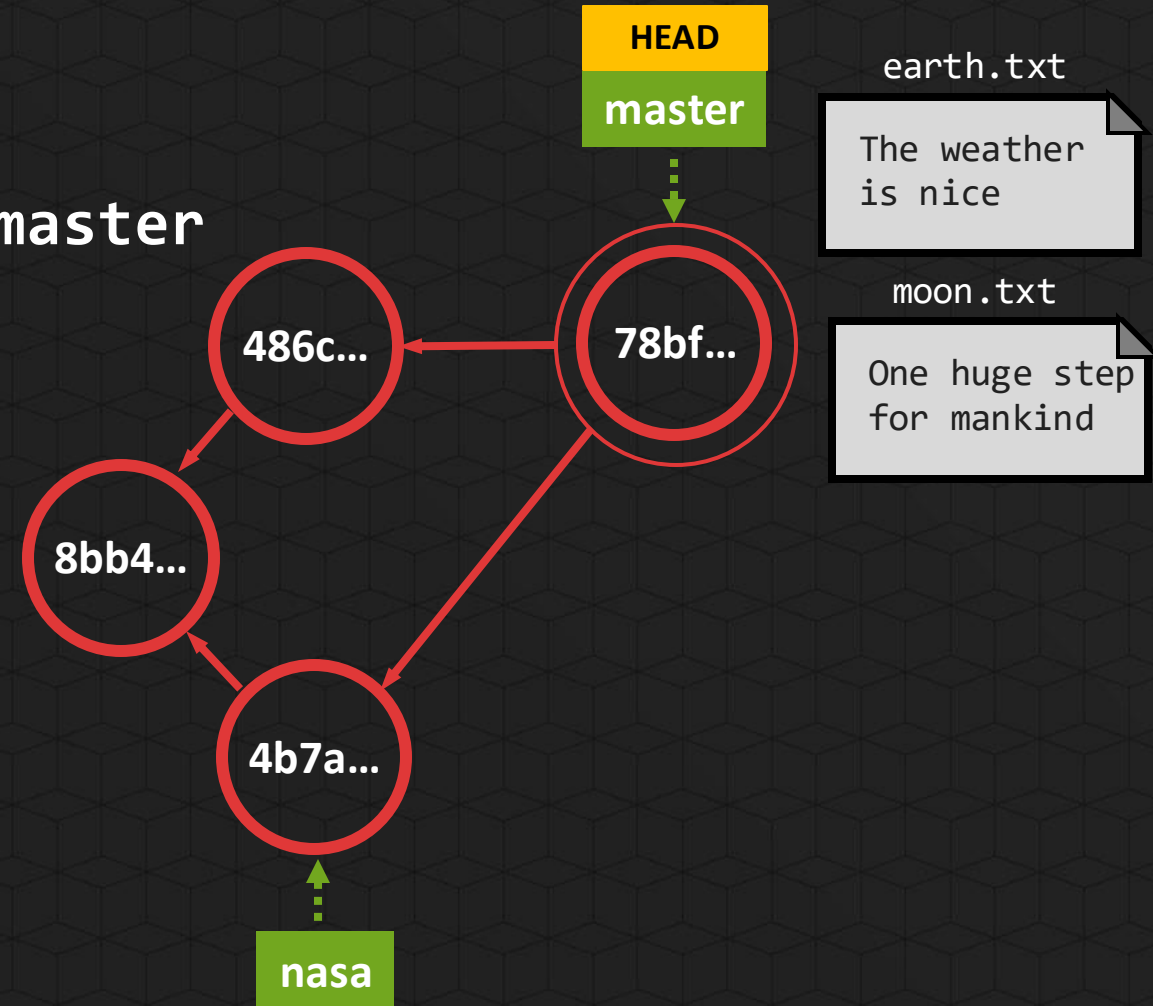 HEAD
master
earth.txt
The weather
is nice
master
moon.txt
486c…
78bf…
One huge step
for mankind
8bb4…
4b7a…
nasa